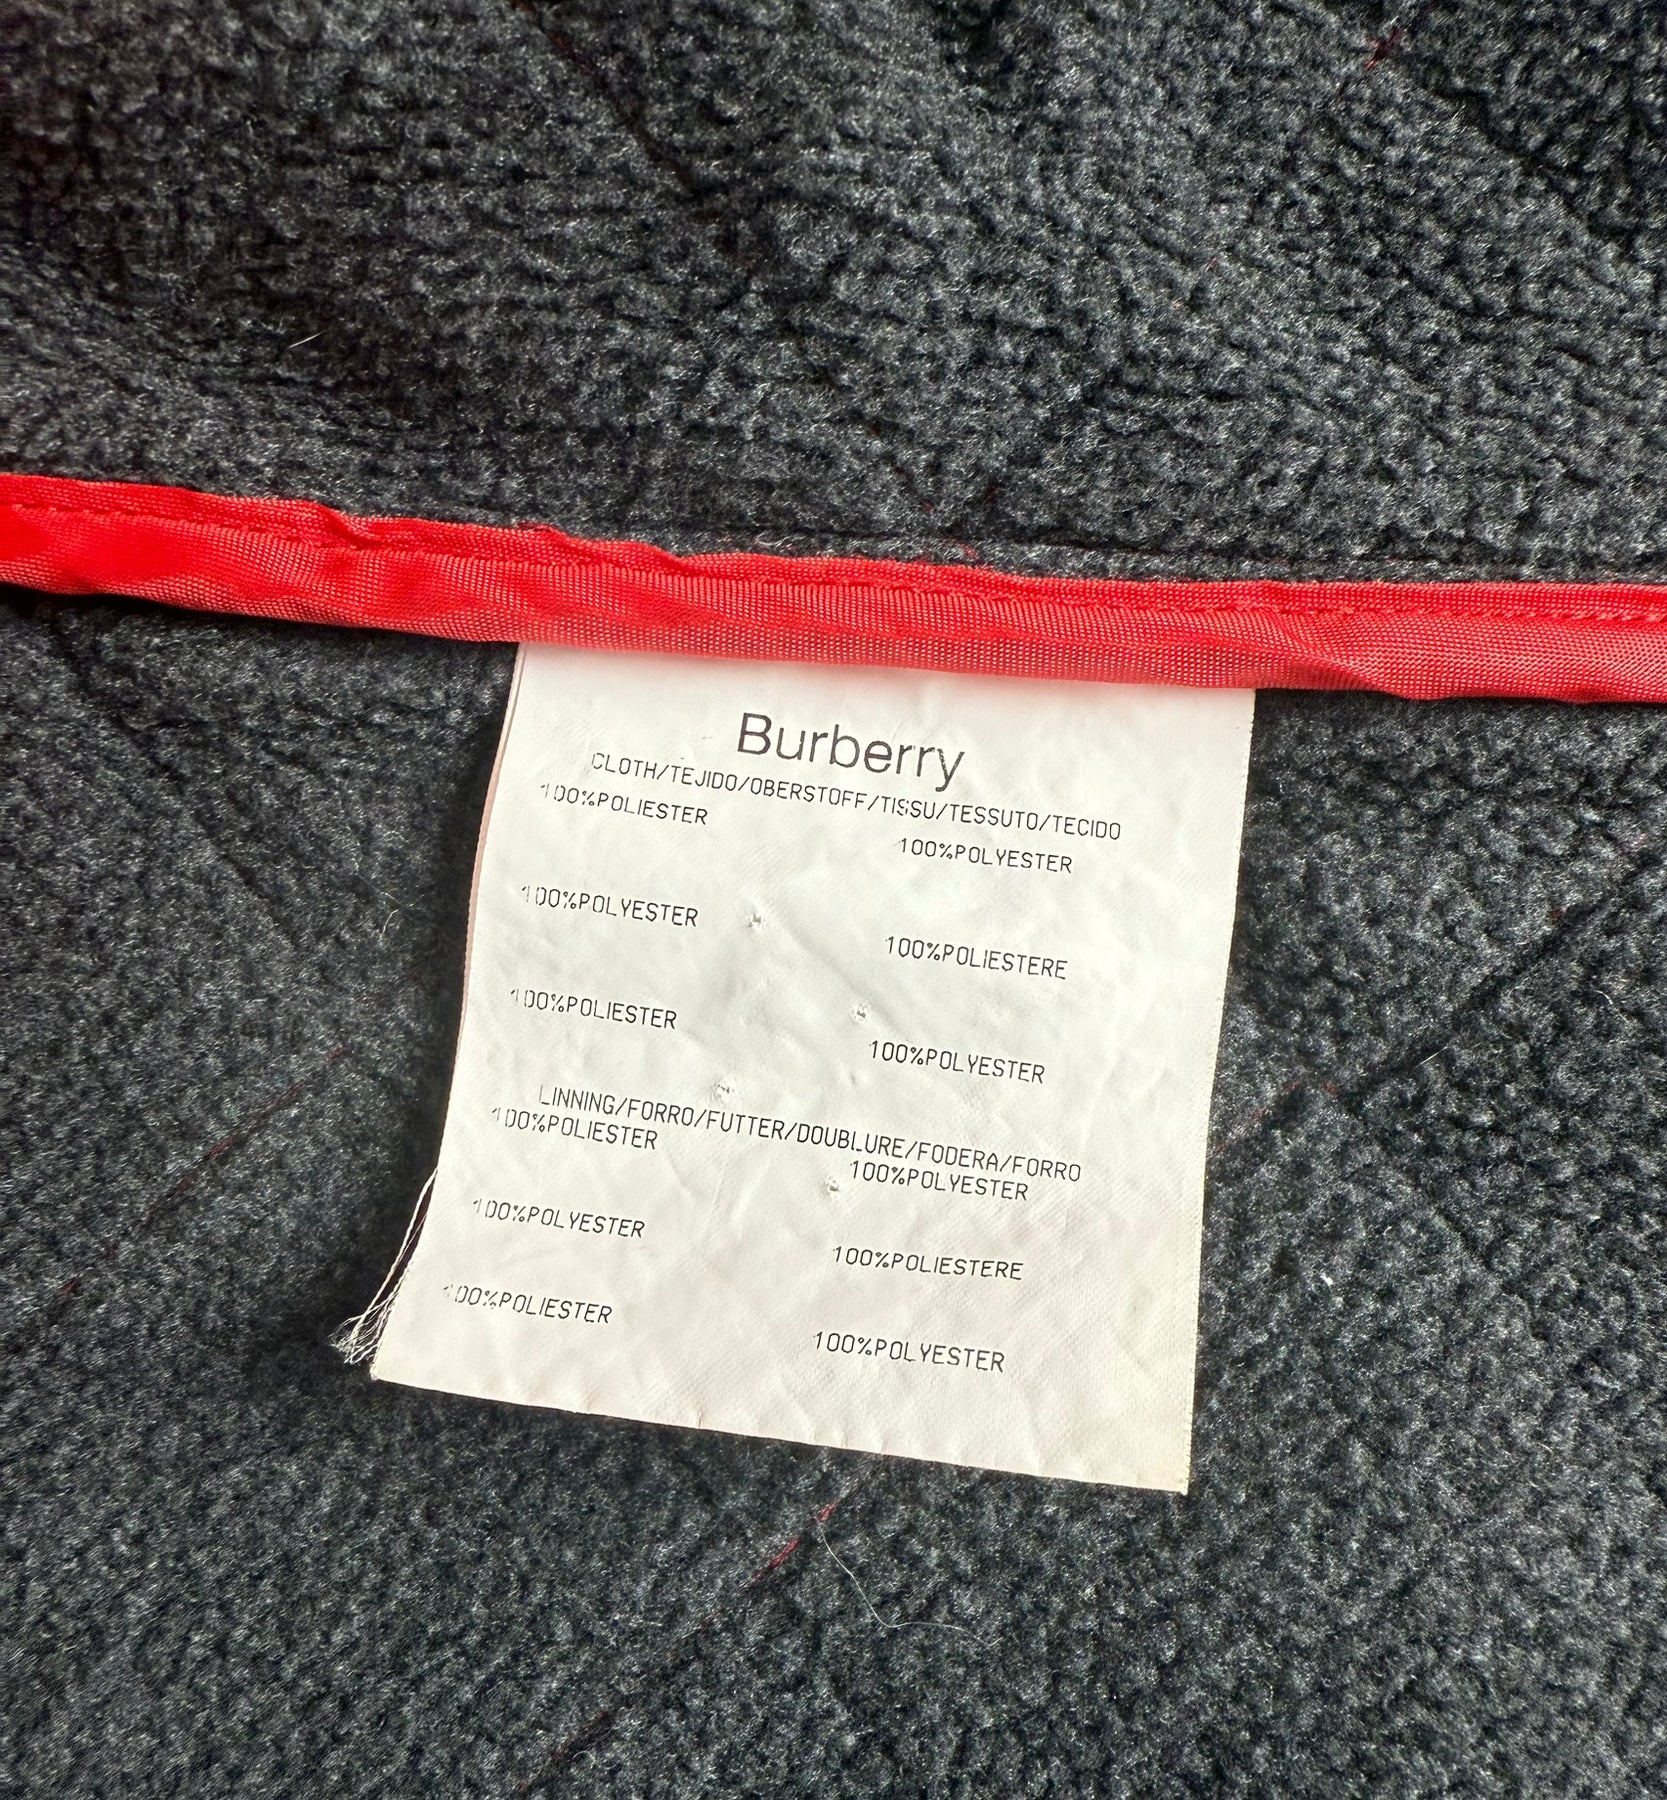 Burberry
CLOTH/TEJIDO/OBERSTOFF/TISSU/TESSUTO/TECIDO
100%POLIESTER
100%POLYESTER
100%POLYESTER
100%POLIESTERE
100%POLIESTER
100%POLYESTER
LINNING/FORRO/FUTTER/DOUBLURE/FODERA/FORRO
100%POLIESTER
100%POLYESTER
100%POLYESTER
100%POLIESTERE
100%POLIESTER
100%POLYESTER